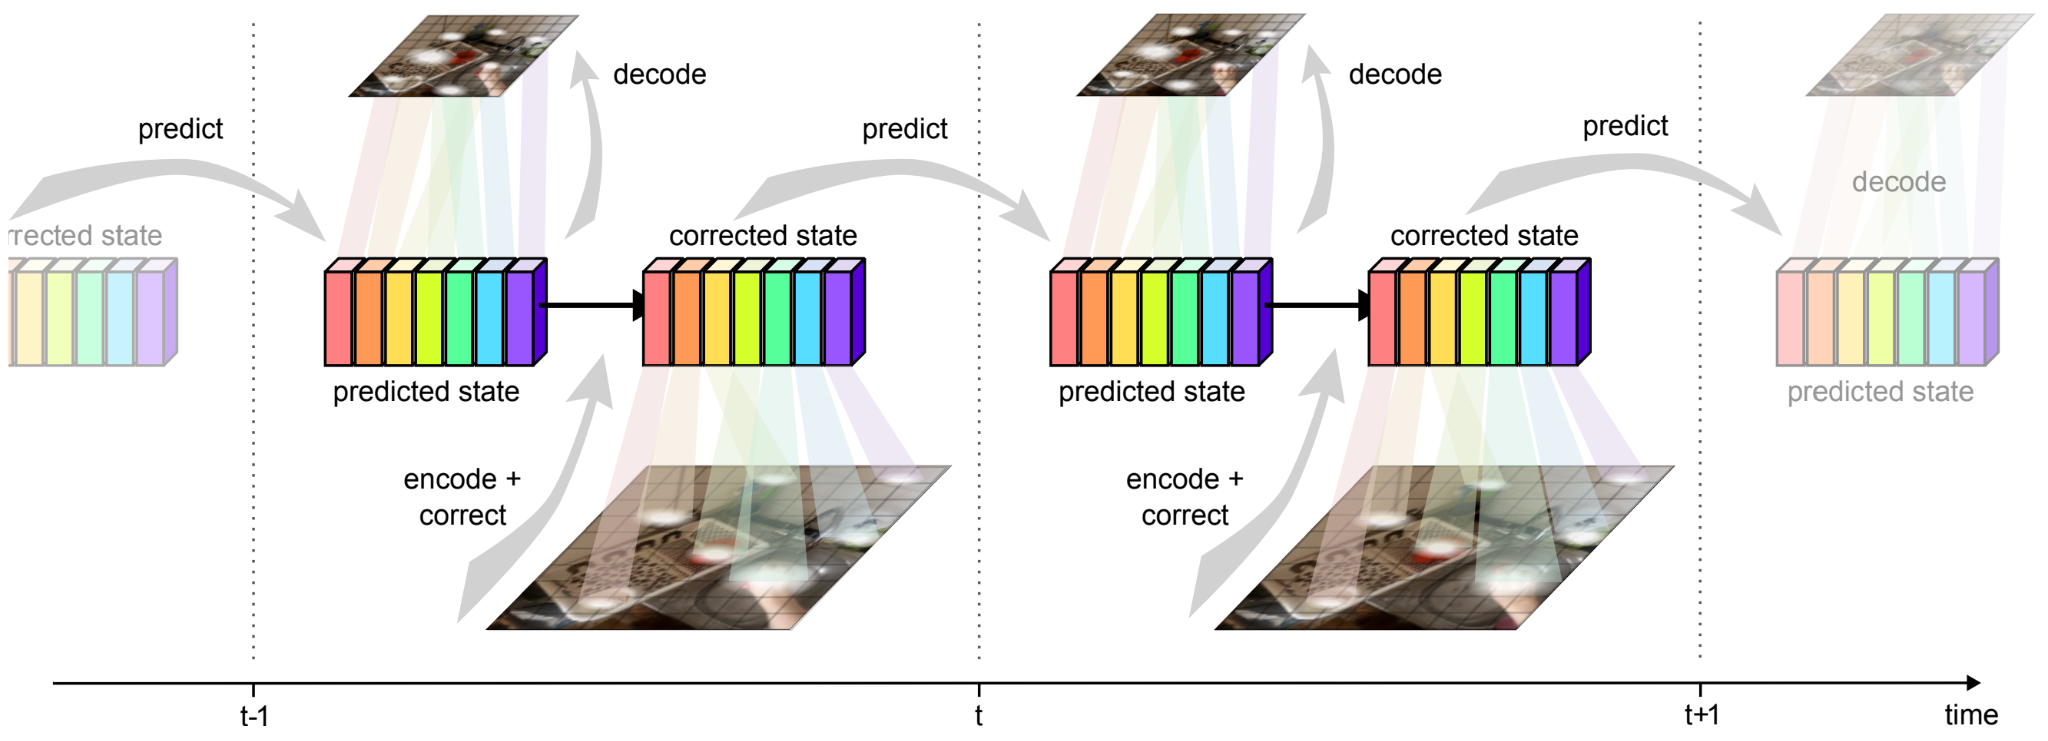 decode
decode
predict
predict
predict
decode
rrected state
corrected state
corrected state
predicted state
predicted state
predicted state
encode +
correct
encode +
correct
t-1
t
t+1
time